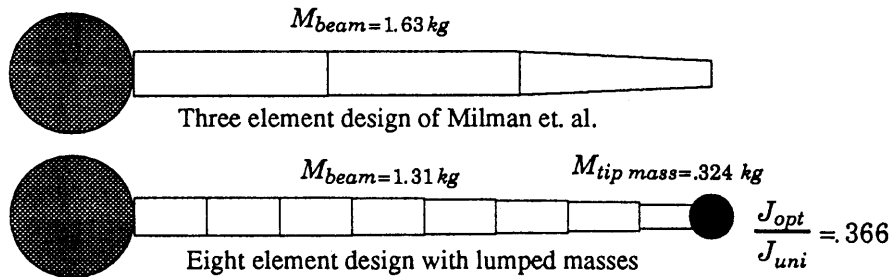 M_beam=1.63 kg
Three element design of Milman et. al.
M_beam=1.31 kg M_tip mass=.324 kg
J_opt / J_uni =.366
Eight element design with lumped masses